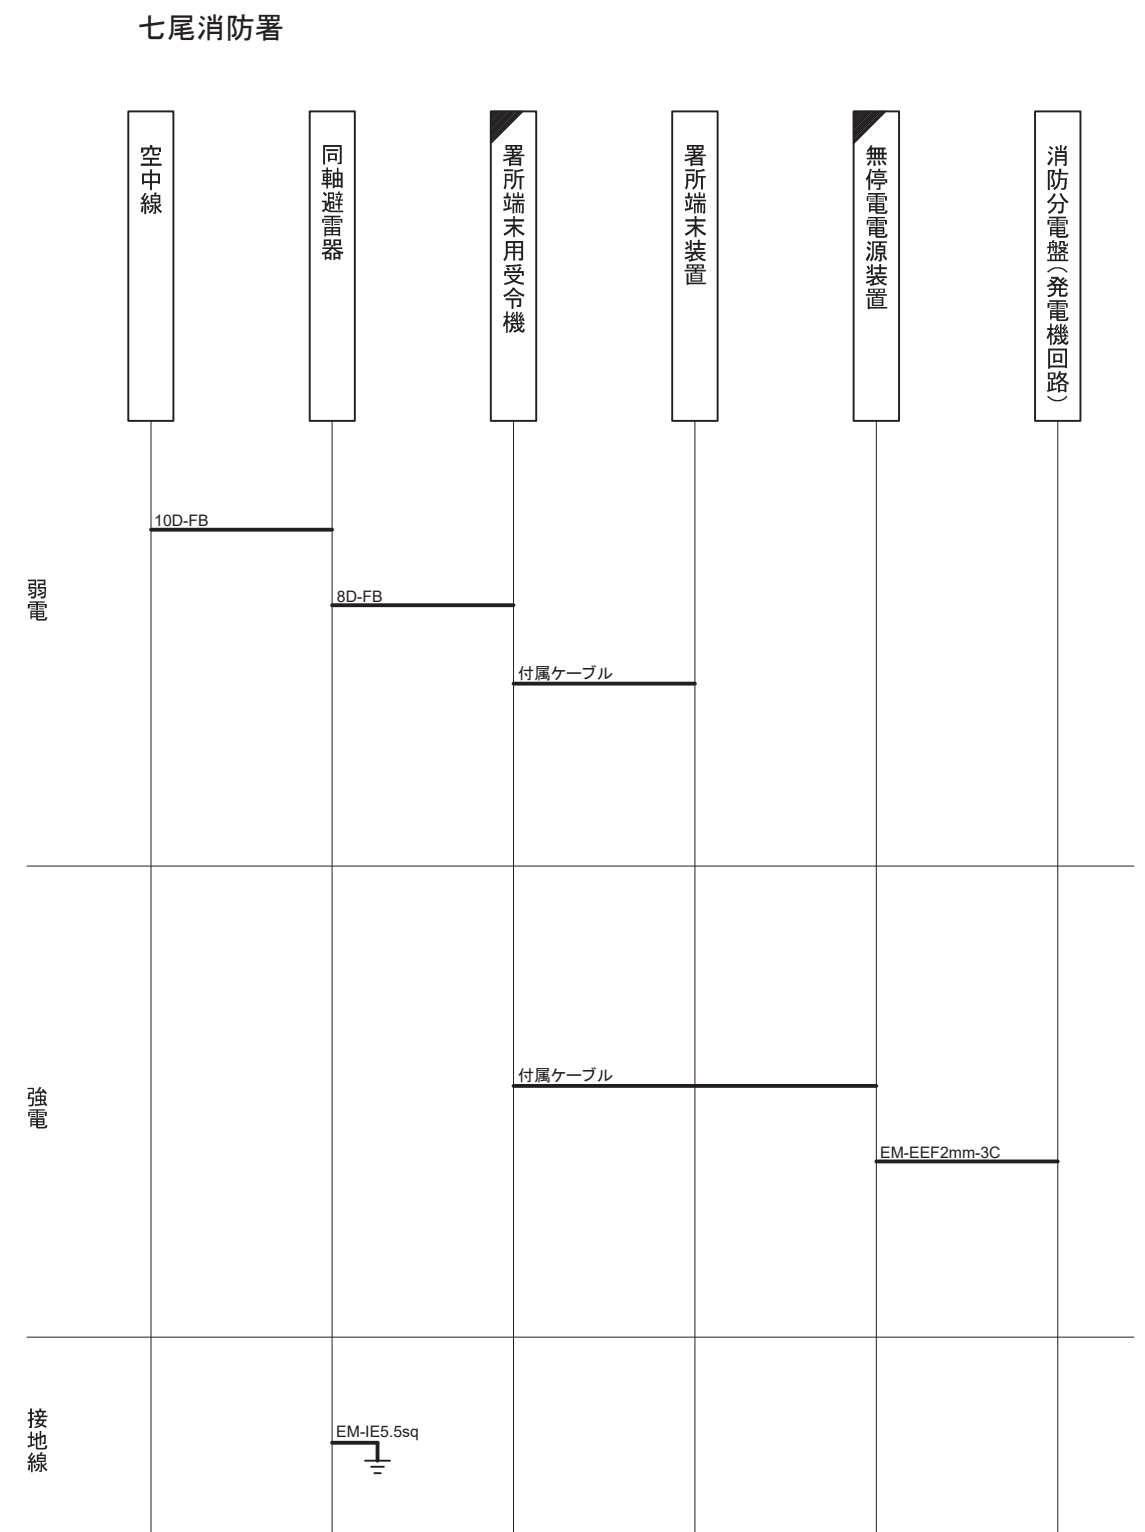 七尾消防署
空中線
同軸避雷器
署所端末用受令機
署所端末装置
無停電電源装置
消防分電盤(発電機回路)
弱電
10D-FB
8D-FB
付属ケーブル
強電
付属ケーブル
EM-EEF2mm-3C
接地線
EM-IE5.5sq